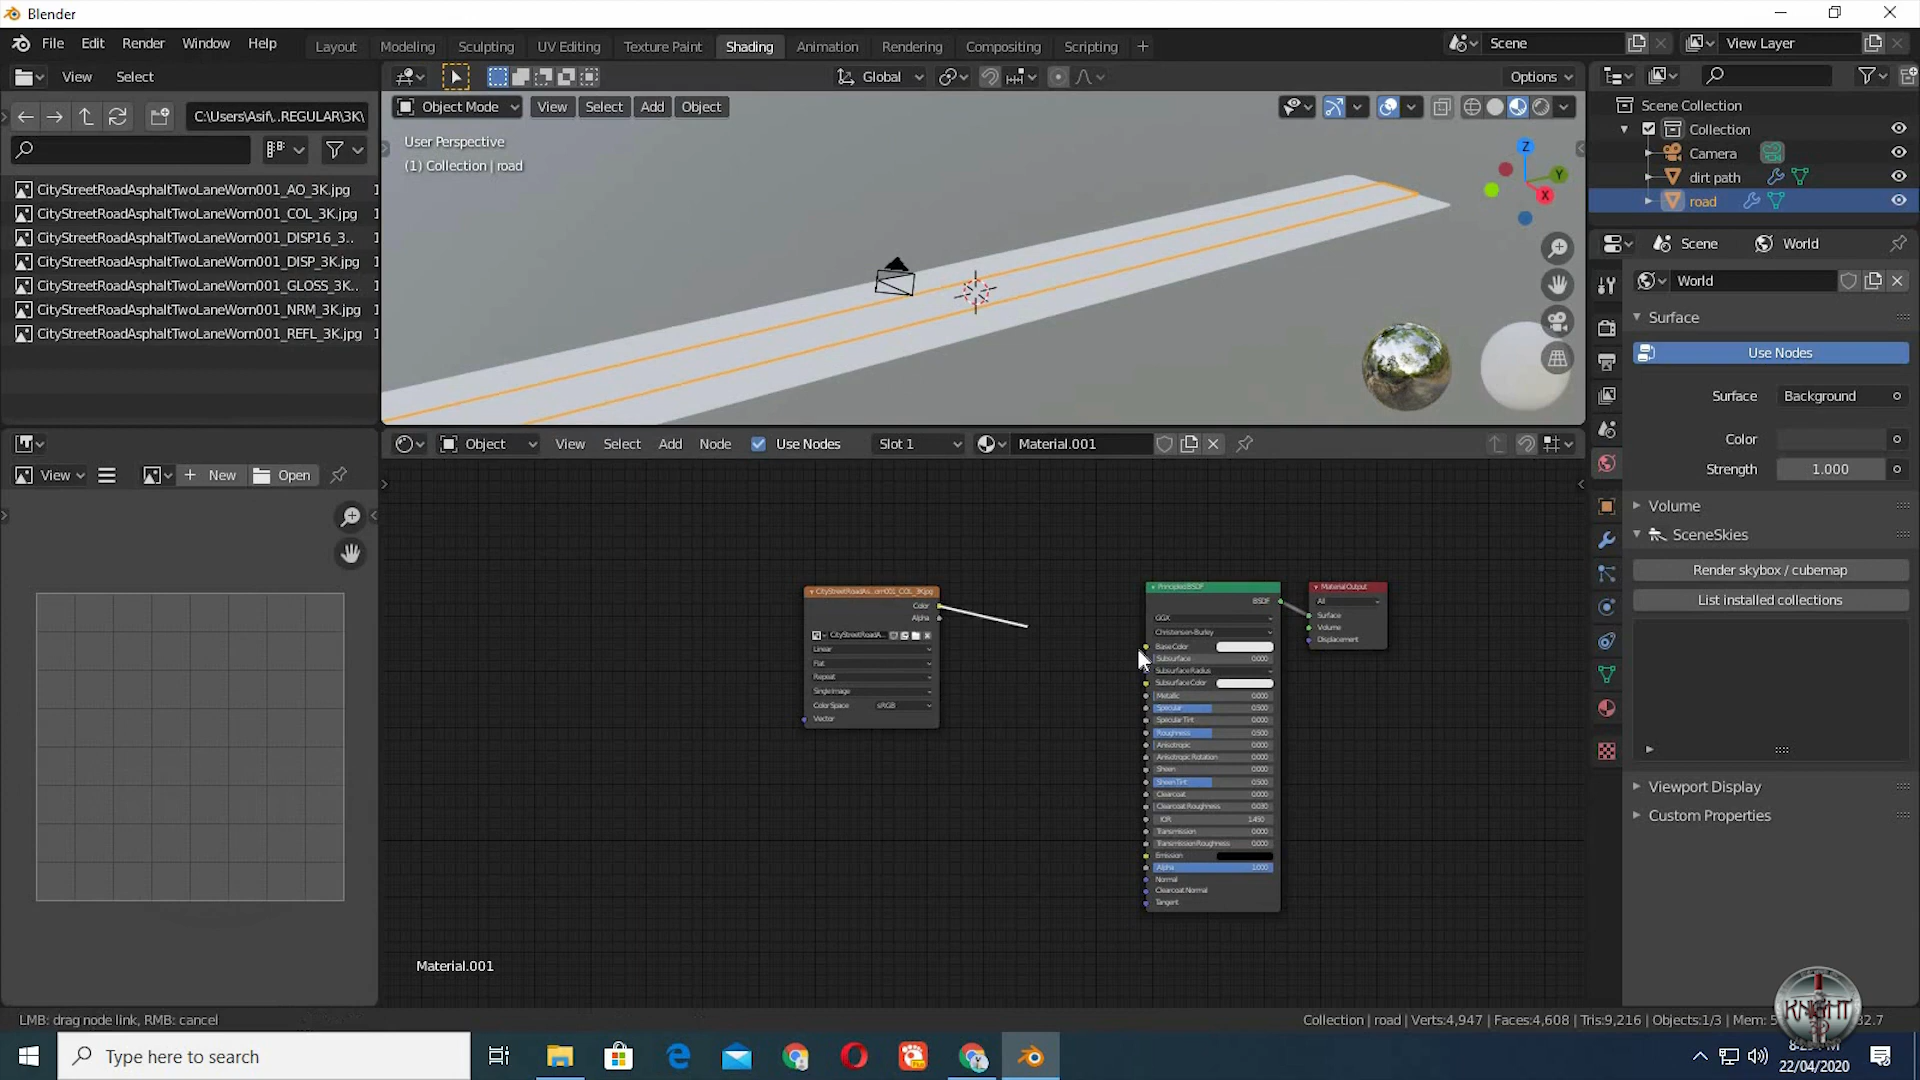 Blender
File Edit Render Window Help
Layout Modeling Sculpting UV Editing Texture Paint Shading Animation Rendering Compositing Scripting +
Scene
View Layer
View Select
Global
Options
C:\Users\Asif\..REGULAR\3K\
Object Mode View Select Add Object
User Perspective
(1) Collection | road
Z
Y
X
CityStreetRoadAsphaltTwoLaneWorn001_AO_3K.jpg
CityStreetRoadAsphaltTwoLaneWorn001_COL_3K.jpg
CityStreetRoadAsphaltTwoLaneWorn001_DISP16_3..
CityStreetRoadAsphaltTwoLaneWorn001_DISP_3K.jpg
CityStreetRoadAsphaltTwoLaneWorn001_GLOSS_3K..
CityStreetRoadAsphaltTwoLaneWorn001_NRM_3K.jpg
CityStreetRoadAsphaltTwoLaneWorn001_REFL_3K.jpg
Scene Collection
Collection
Camera
dirt path
road
Scene World
World
Surface
Use Nodes
Surface Background
Color
Strength 1.000
Volume
SceneSkies
Render skybox / cubemap
List installed collections
Viewport Display
Custom Properties
Object View Select Add Node Use Nodes Slot 1 Material.001
View New Open
CityStreetRoadAs...orn001_COL_3K.jpg
Color
Alpha
CityStreetRoadA...
Linear
Flat
Repeat
Single Image
Color Space sRGB
Vector
Principled BSDF
BSDF
GGX
Christensen-Burley
Base Color
Subsurface 0.000
Subsurface Radius
Subsurface Color
Metallic 0.000
Specular 0.500
Specular Tint 0.000
Roughness 0.500
Anisotropic 0.000
Anisotropic Rotation 0.000
Sheen 0.000
Sheen Tint 0.500
Clearcoat 0.000
Clearcoat Roughness 0.030
IOR 1.450
Transmission 0.000
Transmission Roughness 0.000
Emission
Alpha 1.000
Normal
Clearcoat Normal
Tangent
Material Output
All
Surface
Volume
Displacement
Material.001
LMB: drag node link, RMB: cancel
Collection | road | Verts:4,947 | Faces:4,608 | Tris:9,216 | Objects:1/3 | Mem:
KNIGHT
Type here to search
22/04/2020